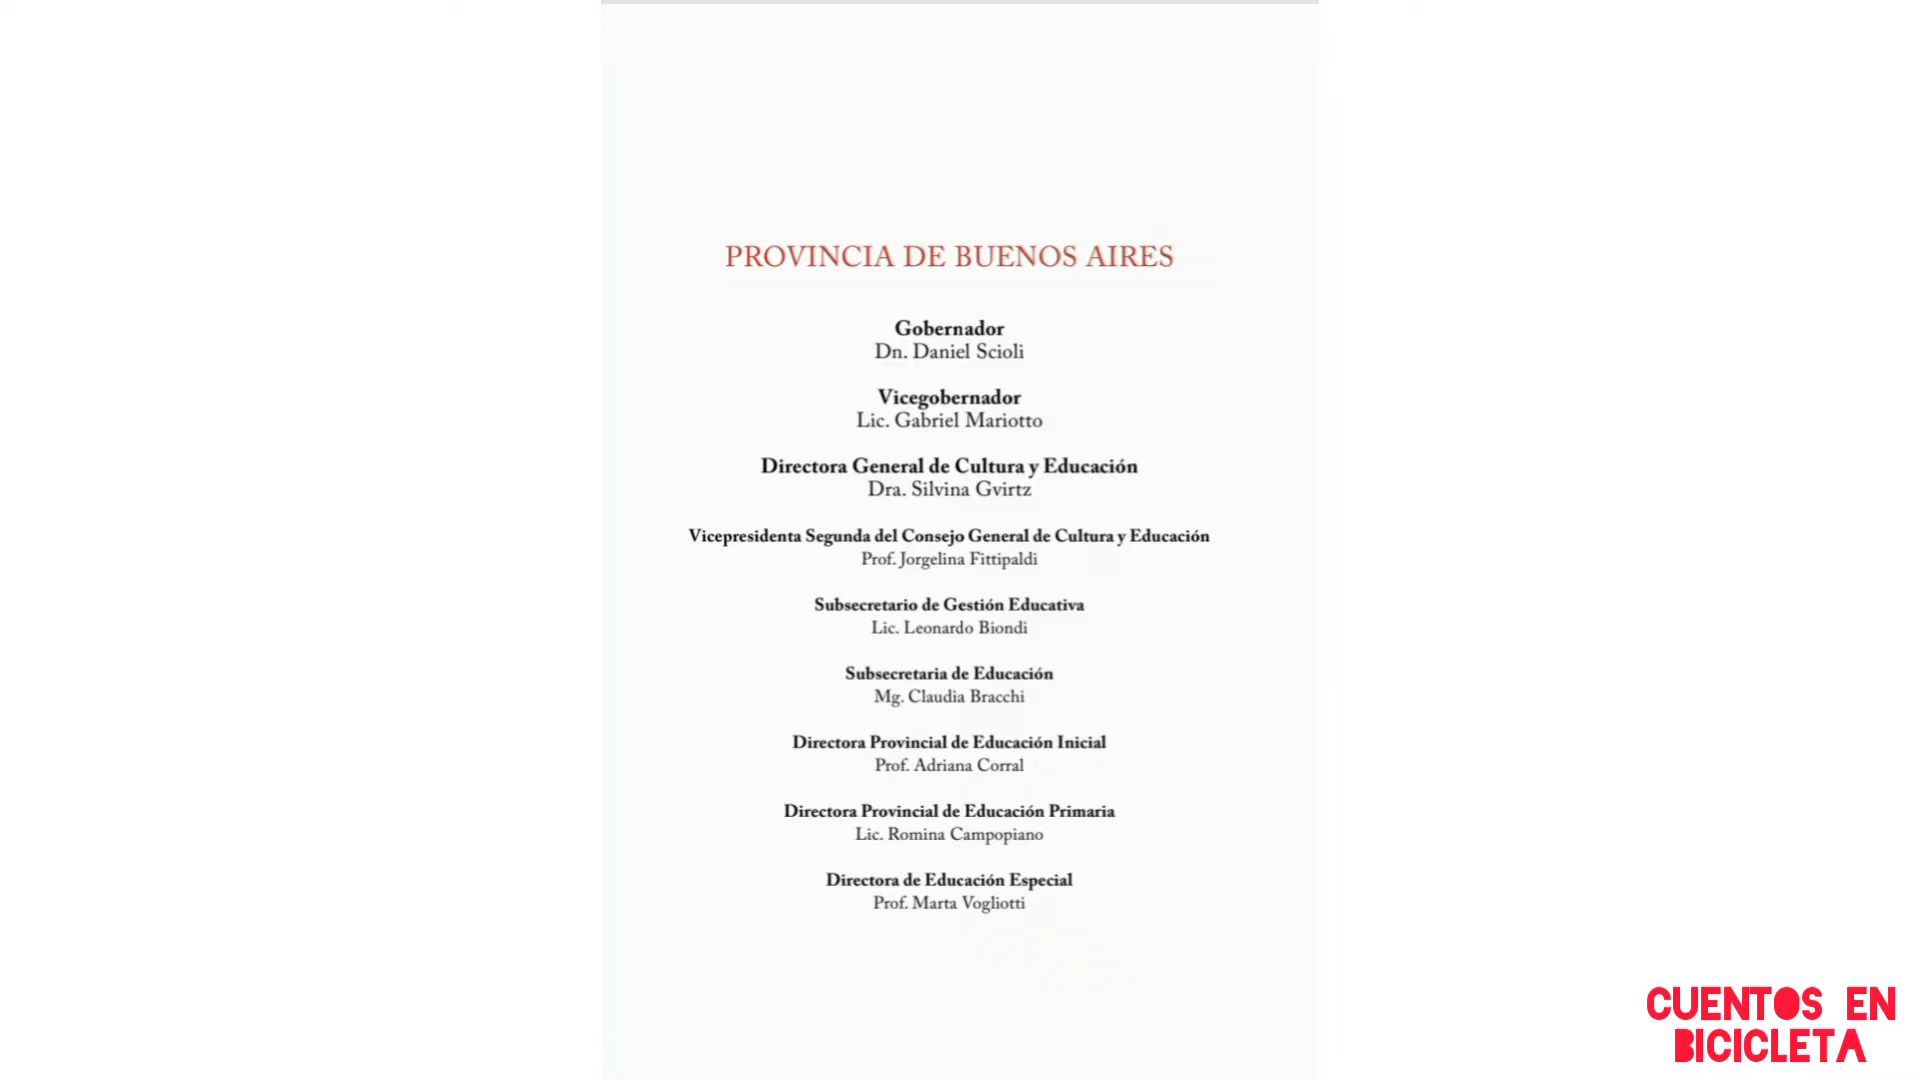 PROVINCIA DE BUENOS AIRES
Gobernador
Dn. Daniel Scioli
Vicegobernador
Lic. Gabriel Mariotto
Directora General de Cultura y Educación
Dra. Silvina Gvirtz
Vicepresidenta Segunda del Consejo General de Cultura y Educación
Prof. Jorgelina Fittipaldi
Subsecretario de Gestión Educativa
Lic. Leonardo Biondi
Subsecretaria de Educación
Mg. Claudia Bracchi
Directora Provincial de Educación Inicial
Prof. Adriana Corral
Directora Provincial de Educación Primaria
Lic. Romina Campopiano
Directora de Educación Especial
Prof. Marta Vogliotti
CUENTOS EN
BICICLETA